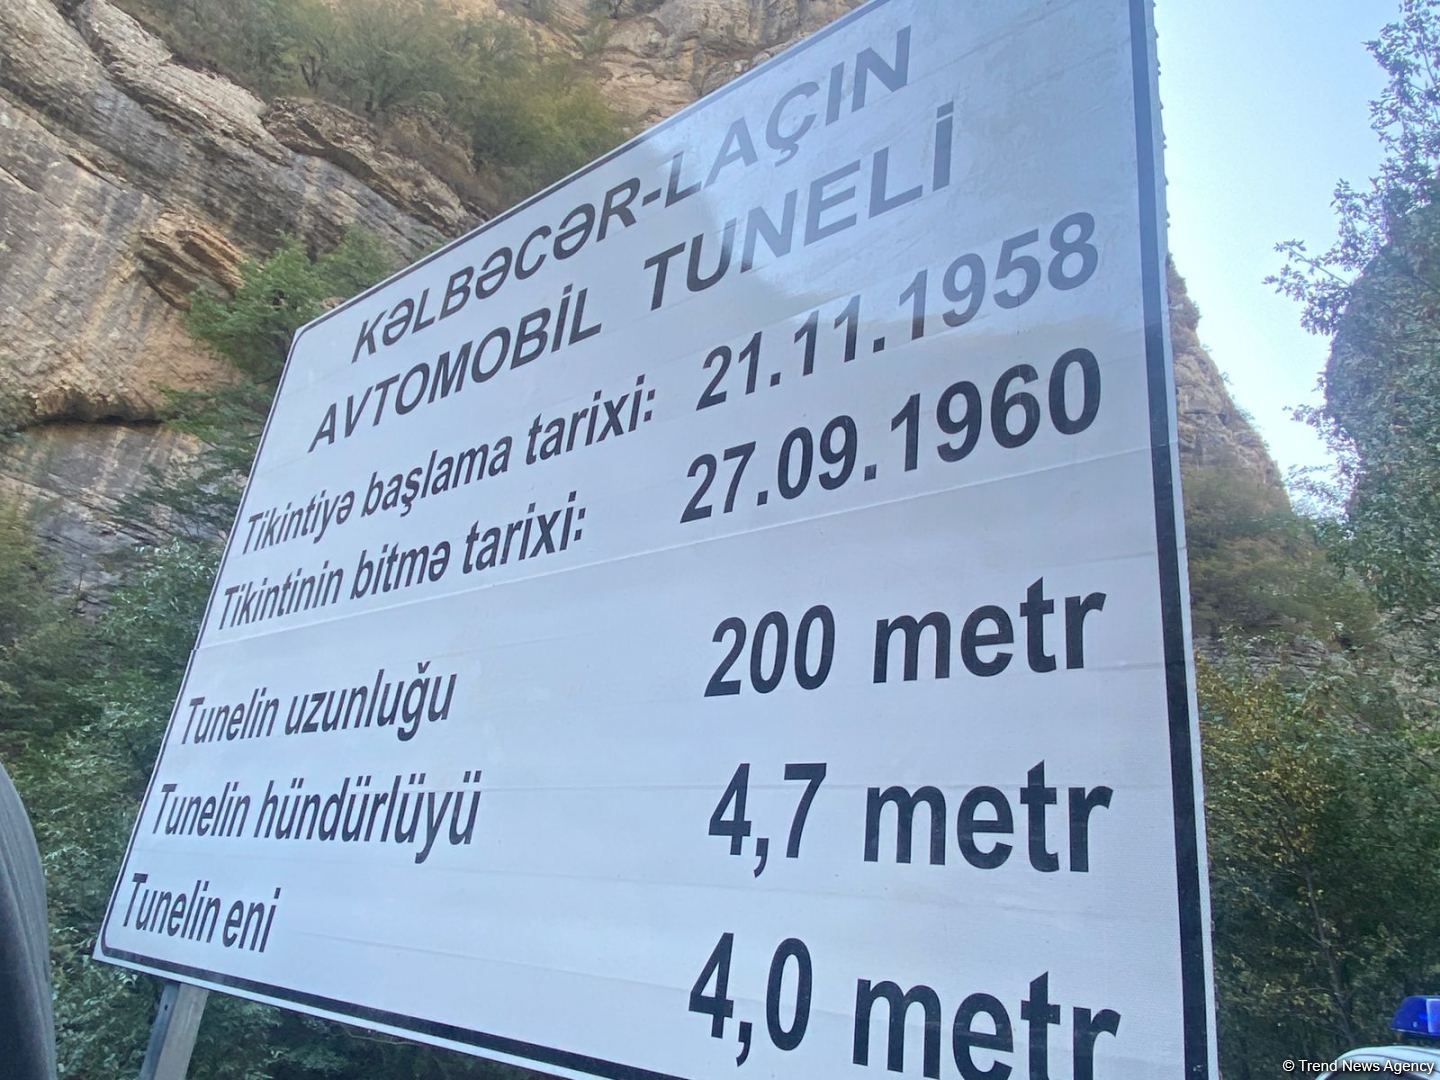 KƏLBƏCƏR-LAÇIN
AVTOMOBİL TUNELİ
Tikintiyə başlama tarixi: 21.11.1958
Tikintinin bitmə tarixi: 27.09.1960
Tunelin uzunluğu 200 metr
Tunelin hündürlüyü 4,7 metr
Tunelin eni 4,0 metr
© Trend News Agency